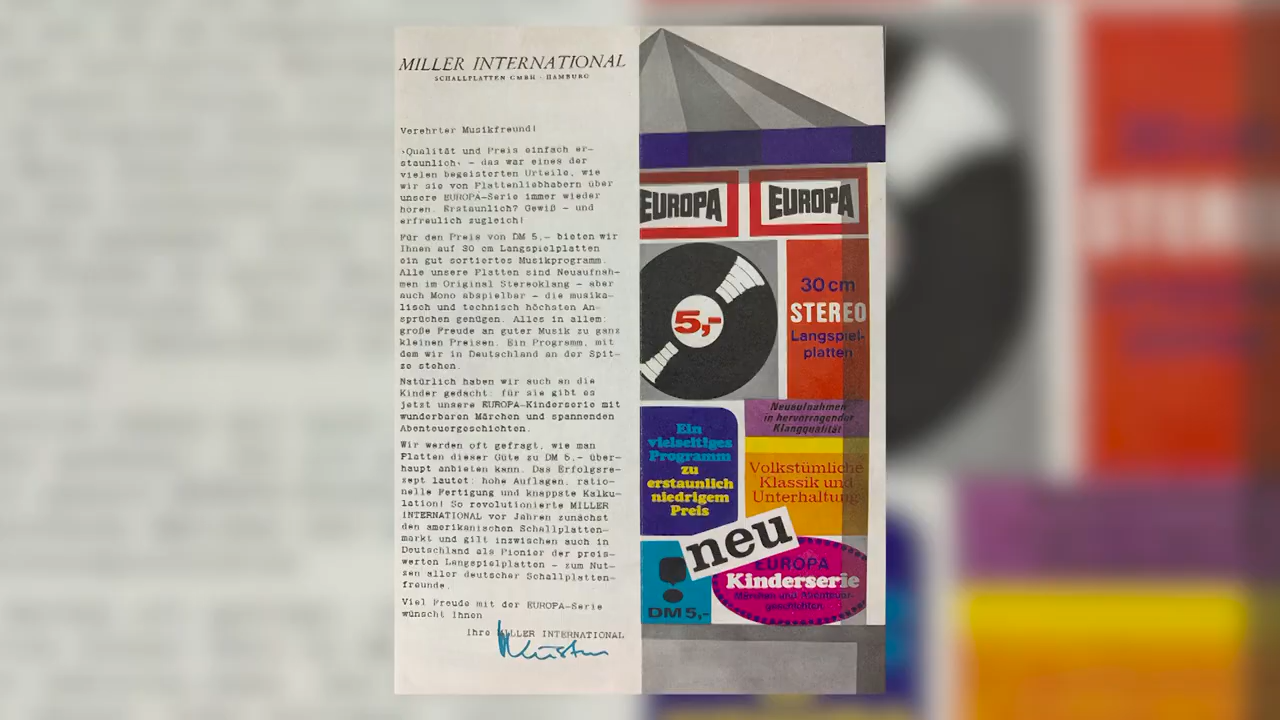 MILLER INTERNATIONAL
SCHALLPLATTEN GMBH · HAMBURG
Verehrter Musikfreund!
›Qualität und Preis einfach er-
staunlich‹ – das war eines der
vielen begeisterten Urteile, wie
wir sie von Plattenliebhabern über
unsere EUROPA-Serie immer wieder
hören. Erstaunlich? Gewiß – und
erfreulich zugleich!
Für den Preis von DM 5,– bieten wir
Ihnen auf 30 cm Langspielplatten
ein gut sortiertes Musikprogramm.
Alle unsere Platten sind Neuaufnah-
men im Original Stereoklang – aber
auch Mono abspielbar – die musika-
lisch und technisch höchsten An-
sprüchen genügen. Alles in allem:
große Freude an guter Musik zu ganz
kleinen Preisen. Ein Programm, mit
dem wir in Deutschland an der Spit-
ze stehen.
Natürlich haben wir auch an die
Kinder gedacht: für sie gibt es
jetzt unsere EUROPA-Kinderserie mit
wunderbaren Märchen und spannenden
Abenteuergeschichten.
Wir werden oft gefragt, wie man
Platten dieser Güte zu DM 5,– über-
haupt anbieten kann. Das Erfolgsre-
zept lautet: hohe Auflagen, ratio-
nelle Fertigung und knappste Kalku-
lation! So revolutionierte MILLER
INTERNATIONAL vor Jahren zunächst
den amerikanischen Schallplatten-
markt und gilt inzwischen auch in
Deutschland als Pionier der preis-
werten Langspielplatten – zum Nut-
zen aller deutscher Schallplatten-
freunde.
Viel Freude mit der EUROPA-Serie
wünscht Ihnen
Ihre MILLER INTERNATIONAL
EUROPA
EUROPA
5,-
30 cm
STEREO
Langspiel-
platten
Neuaufnahmen
in hervorragender
Klangqualität
Ein
vielseitiges
Programm
zu
erstaunlich
niedrigem
Preis
Volkstümliche
Klassik und
Unterhaltung
neu
DM 5,-
EUROPA
Kinderserie
Märchen und Abenteuer-
geschichten